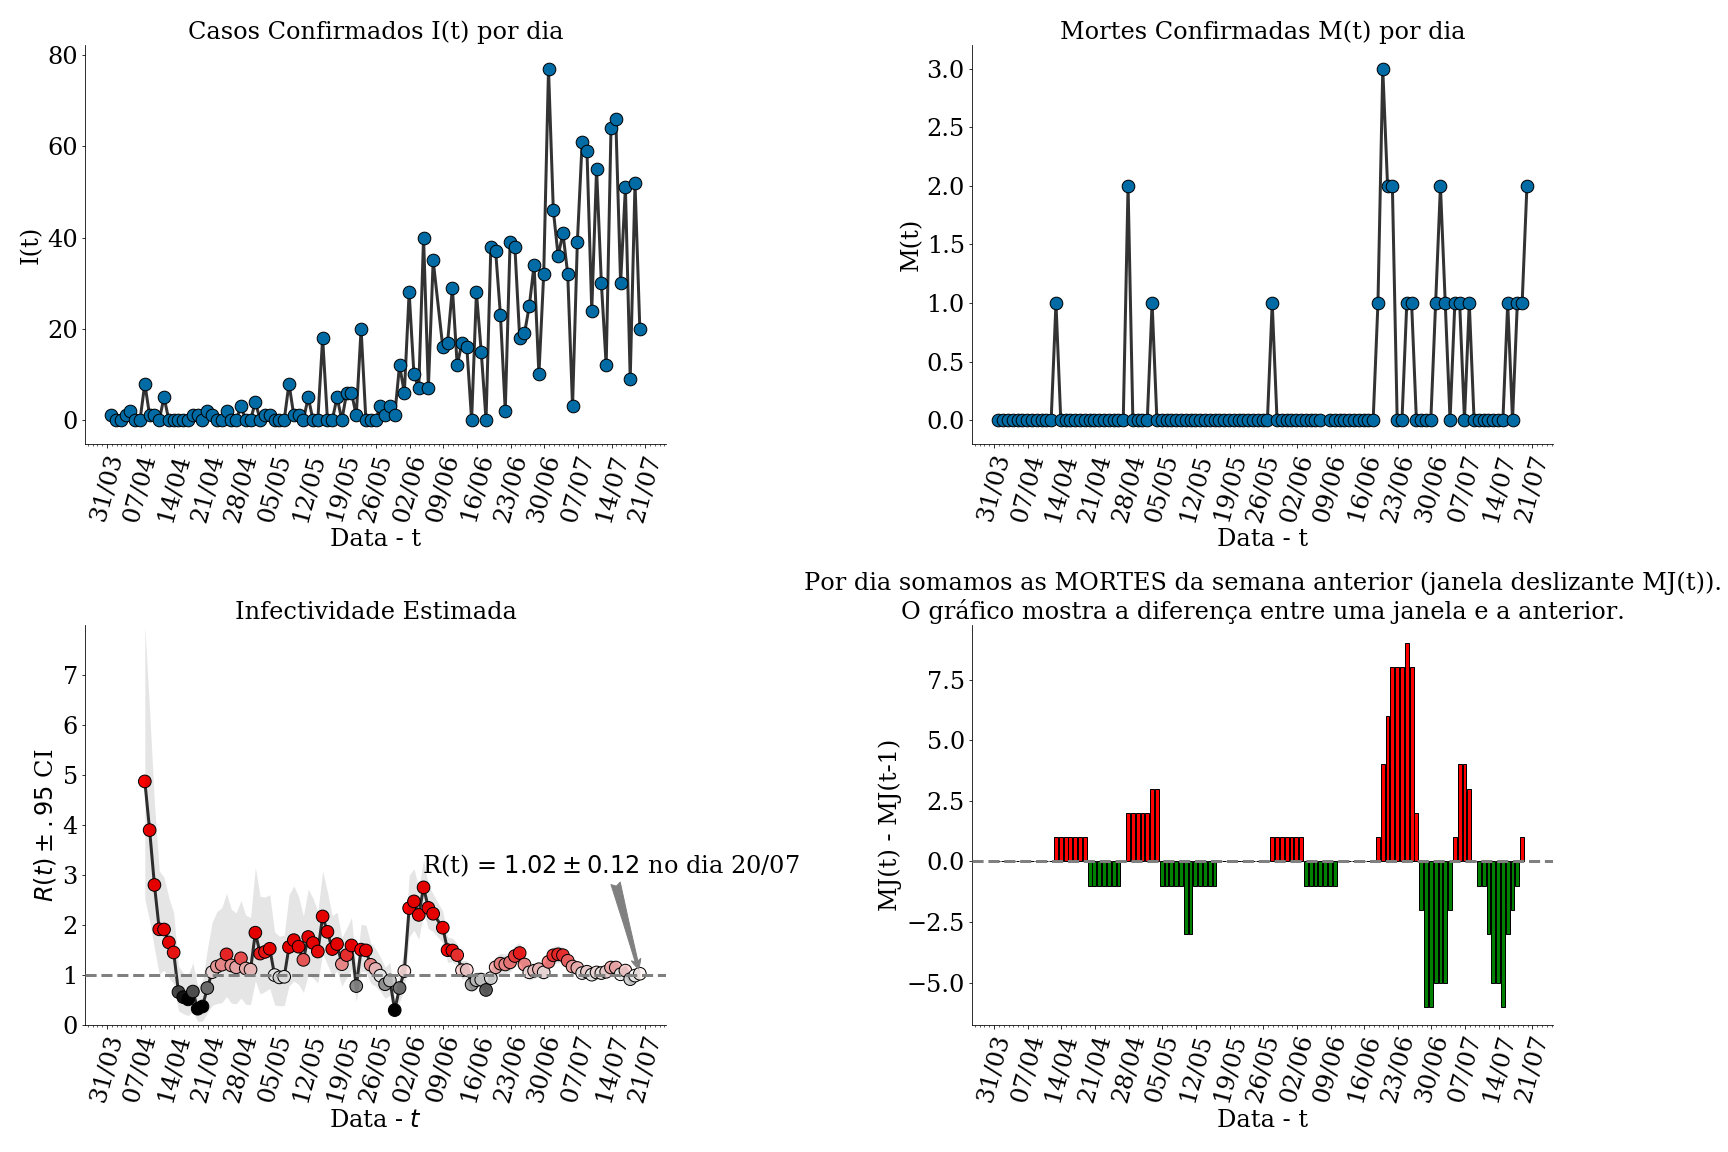 Casos Confirmados I(t) por dia
80
60
40
20
0
I(t)
31/03 07/04 14/04 21/04 28/04 05/05 12/05 19/05 26/05 02/06 09/06 16/06 23/06 30/06 07/07 14/07 21/07
Data - t
Mortes Confirmadas M(t) por dia
3.0
2.5
2.0
1.5
1.0
0.5
0.0
M(t)
31/03 07/04 14/04 21/04 28/04 05/05 12/05 19/05 26/05 02/06 09/06 16/06 23/06 30/06 07/07 14/07 21/07
Data - t
Infectividade Estimada
7
6
5
4
3
2
1
0
R(t) ± .95 CI
R(t) = 1.02 ± 0.12 no dia 20/07
31/03 07/04 14/04 21/04 28/04 05/05 12/05 19/05 26/05 02/06 09/06 16/06 23/06 30/06 07/07 14/07 21/07
Data - t
Por dia somamos as MORTES da semana anterior (janela deslizante MJ(t)).
O gráfico mostra a diferença entre uma janela e a anterior.
7.5
5.0
2.5
0.0
−2.5
−5.0
MJ(t) - MJ(t-1)
31/03 07/04 14/04 21/04 28/04 05/05 12/05 19/05 26/05 02/06 09/06 16/06 23/06 30/06 07/07 14/07 21/07
Data - t